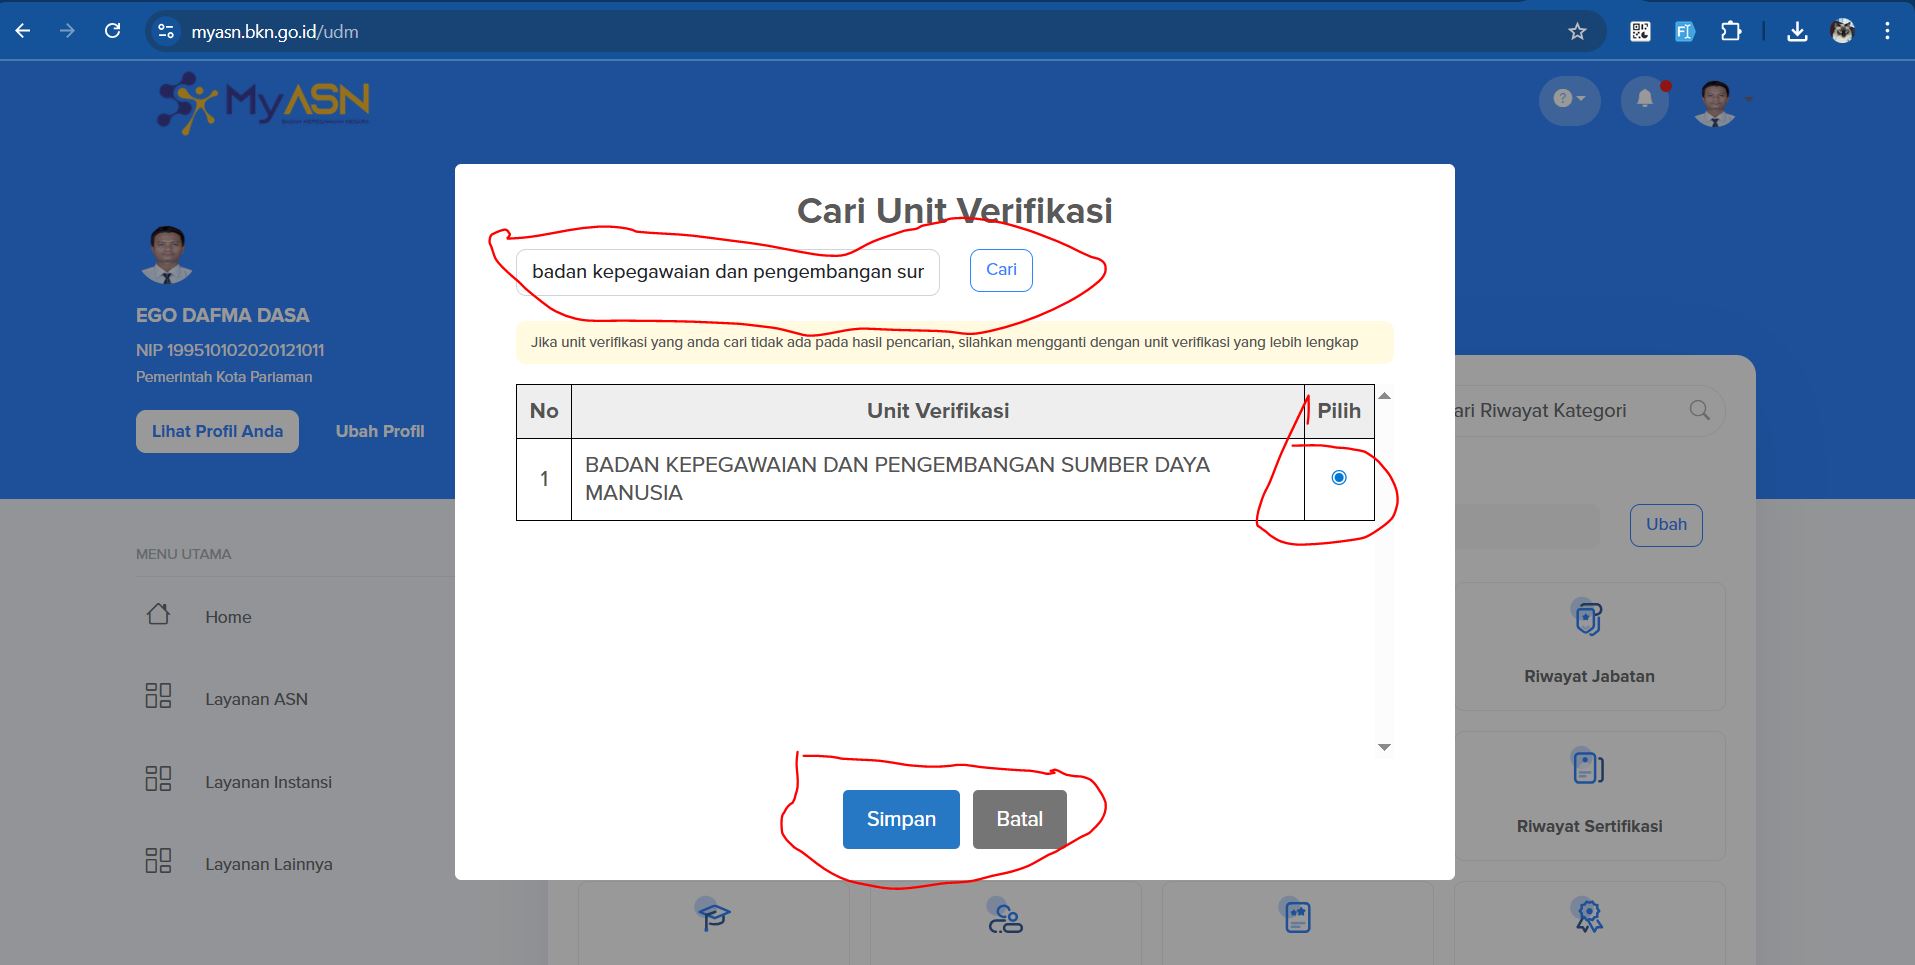 myasn.bkn.go.id/udm
MyASN
EGO DAFMA DASA
NIP 199510102020121011
Pemerintah Kota Pariaman
Lihat Profil Anda
Ubah Profil
MENU UTAMA
Home
Layanan ASN
Layanan Instansi
Layanan Lainnya
Cari Unit Verifikasi
badan kepegawaian dan pengembangan sur
Cari
Jika unit verifikasi yang anda cari tidak ada pada hasil pencarian, silahkan mengganti dengan unit verifikasi yang lebih lengkap
No Unit Verifikasi Pilih
1 BADAN KEPEGAWAIAN DAN PENGEMBANGAN SUMBER DAYA
MANUSIA
Simpan
Batal
ari Riwayat Kategori
Ubah
Riwayat Jabatan
Riwayat Sertifikasi